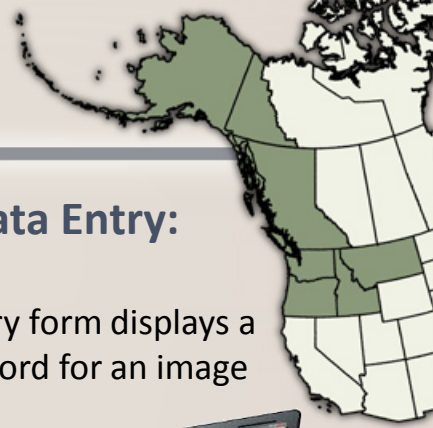 ata Entry:
ry form displays a
ord for an image